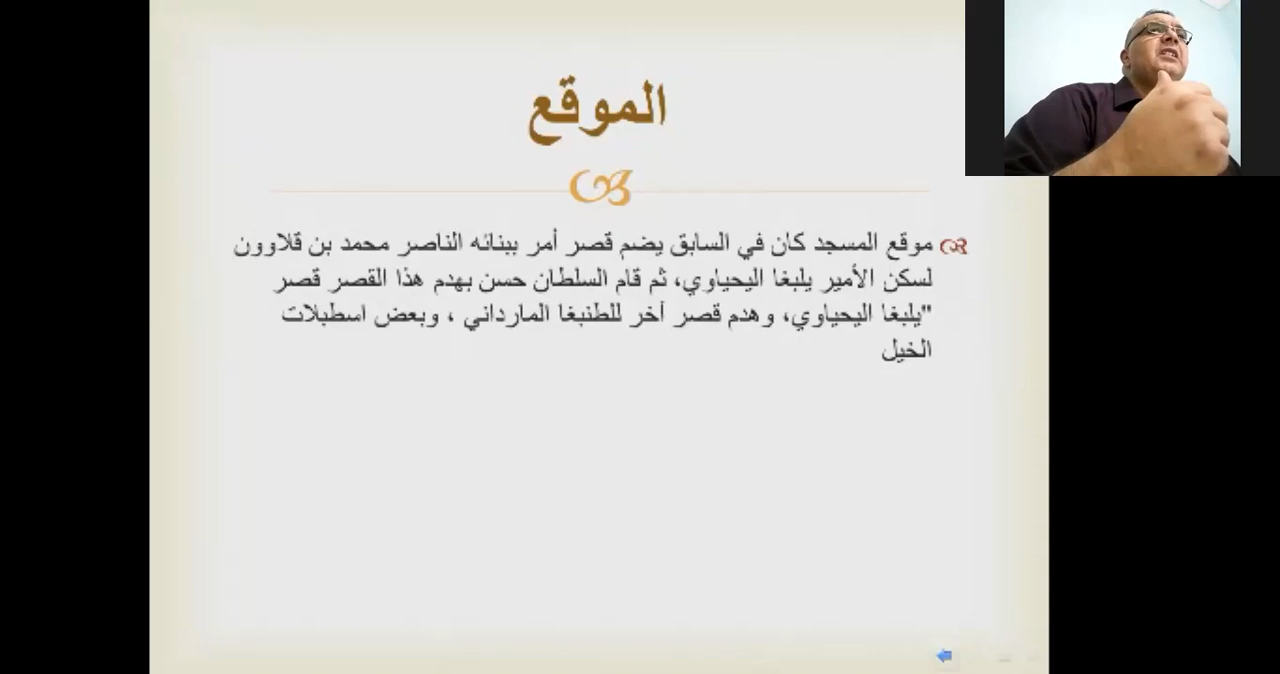 الموقع
موقع المسجد كان في السابق يضم قصر أمر ببنائه الناصر محمد بن قلاوون
لسكن الأمير يلبغا اليحياوي، ثم قام السلطان حسن بهدم هذا القصر قصر
"يلبغا اليحياوي، وهدم قصر أخر للطنبغا المارداني ، وبعض اسطبلات
الخيل